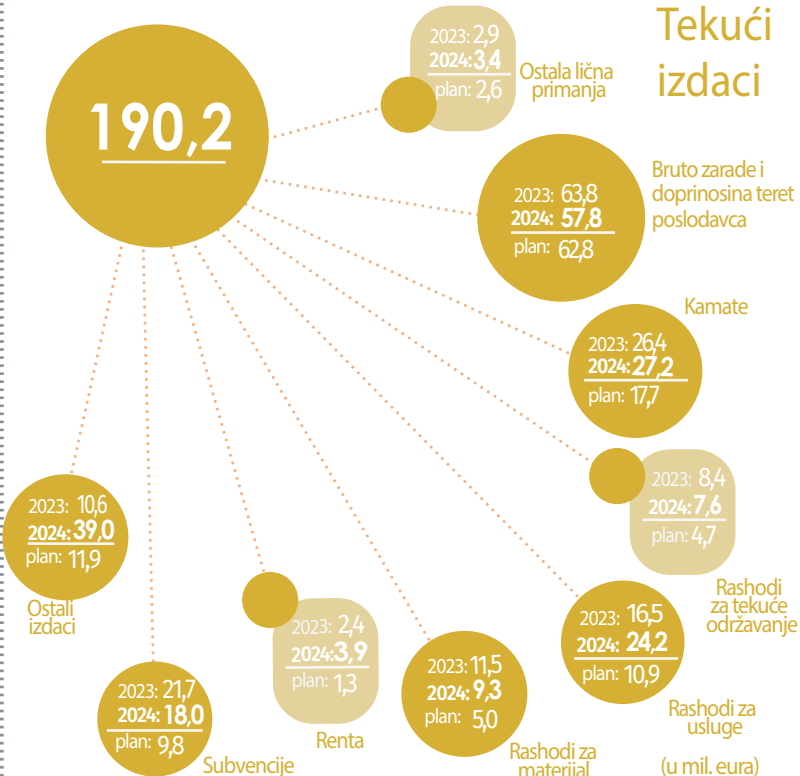 Tekući
izdaci
190,2
2023: 2,9
2024: 3,4
plan: 2,6
Ostala lična
primanja
2023: 63,8
2024: 57,8
plan: 62,8
Bruto zarade i
doprinosina teret
poslodavca
Kamate
2023: 26,4
2024: 27,2
plan: 17,7
2023: 8,4
2024: 7,6
plan: 4,7
Rashodi
za tekuće
održavanje
2023: 16,5
2024: 24,2
plan: 10,9
Rashodi za
usluge
2023: 11,5
2024: 9,3
plan: 5,0
Rashodi za
materijal
2023: 2,4
2024: 3,9
plan: 1,3
Renta
2023: 21,7
2024: 18,0
plan: 9,8
Subvencije
2023: 10,6
2024: 39,0
plan: 11,9
Ostali
izdaci
(u mil. eura)